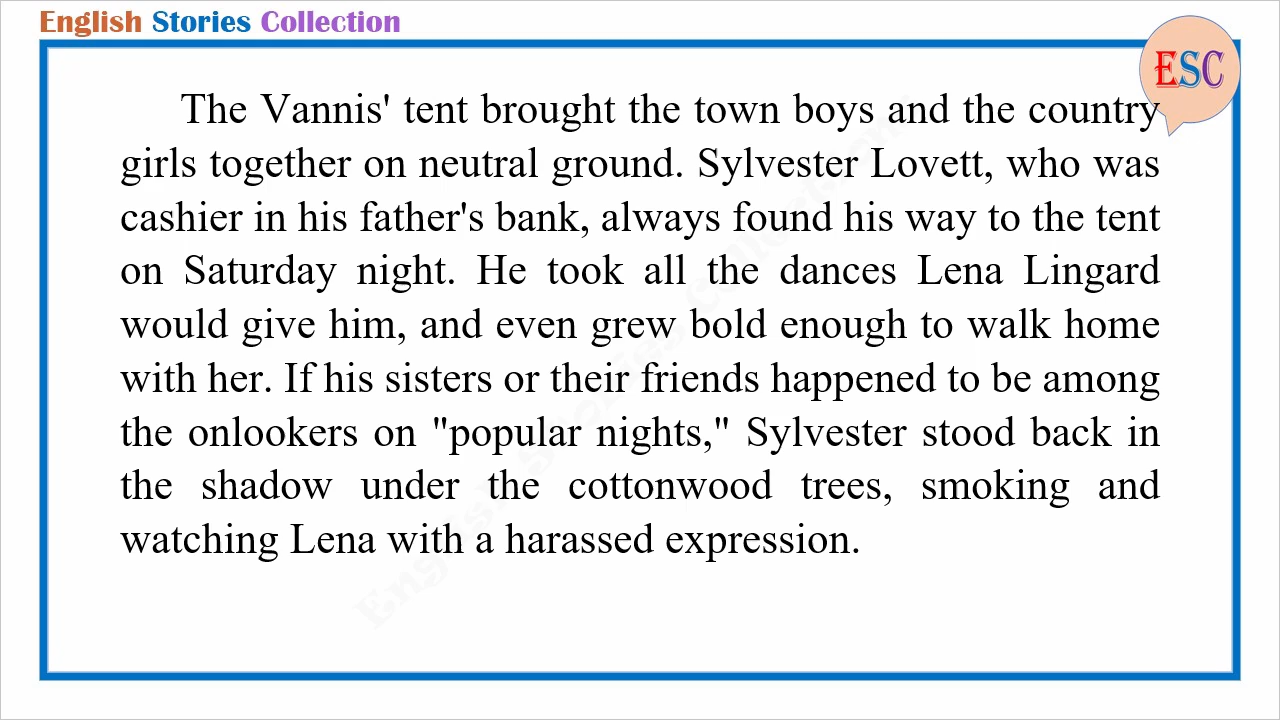 English Stories Collection
ESC
The Vannis' tent brought the town boys and the country
girls together on neutral ground. Sylvester Lovett, who was
cashier in his father's bank, always found his way to the tent
on Saturday night. He took all the dances Lena Lingard
would give him, and even grew bold enough to walk home
with her. If his sisters or their friends happened to be among
the onlookers on "popular nights," Sylvester stood back in
the shadow under the cottonwood trees, smoking and
watching Lena with a harassed expression.
English Stories Collection